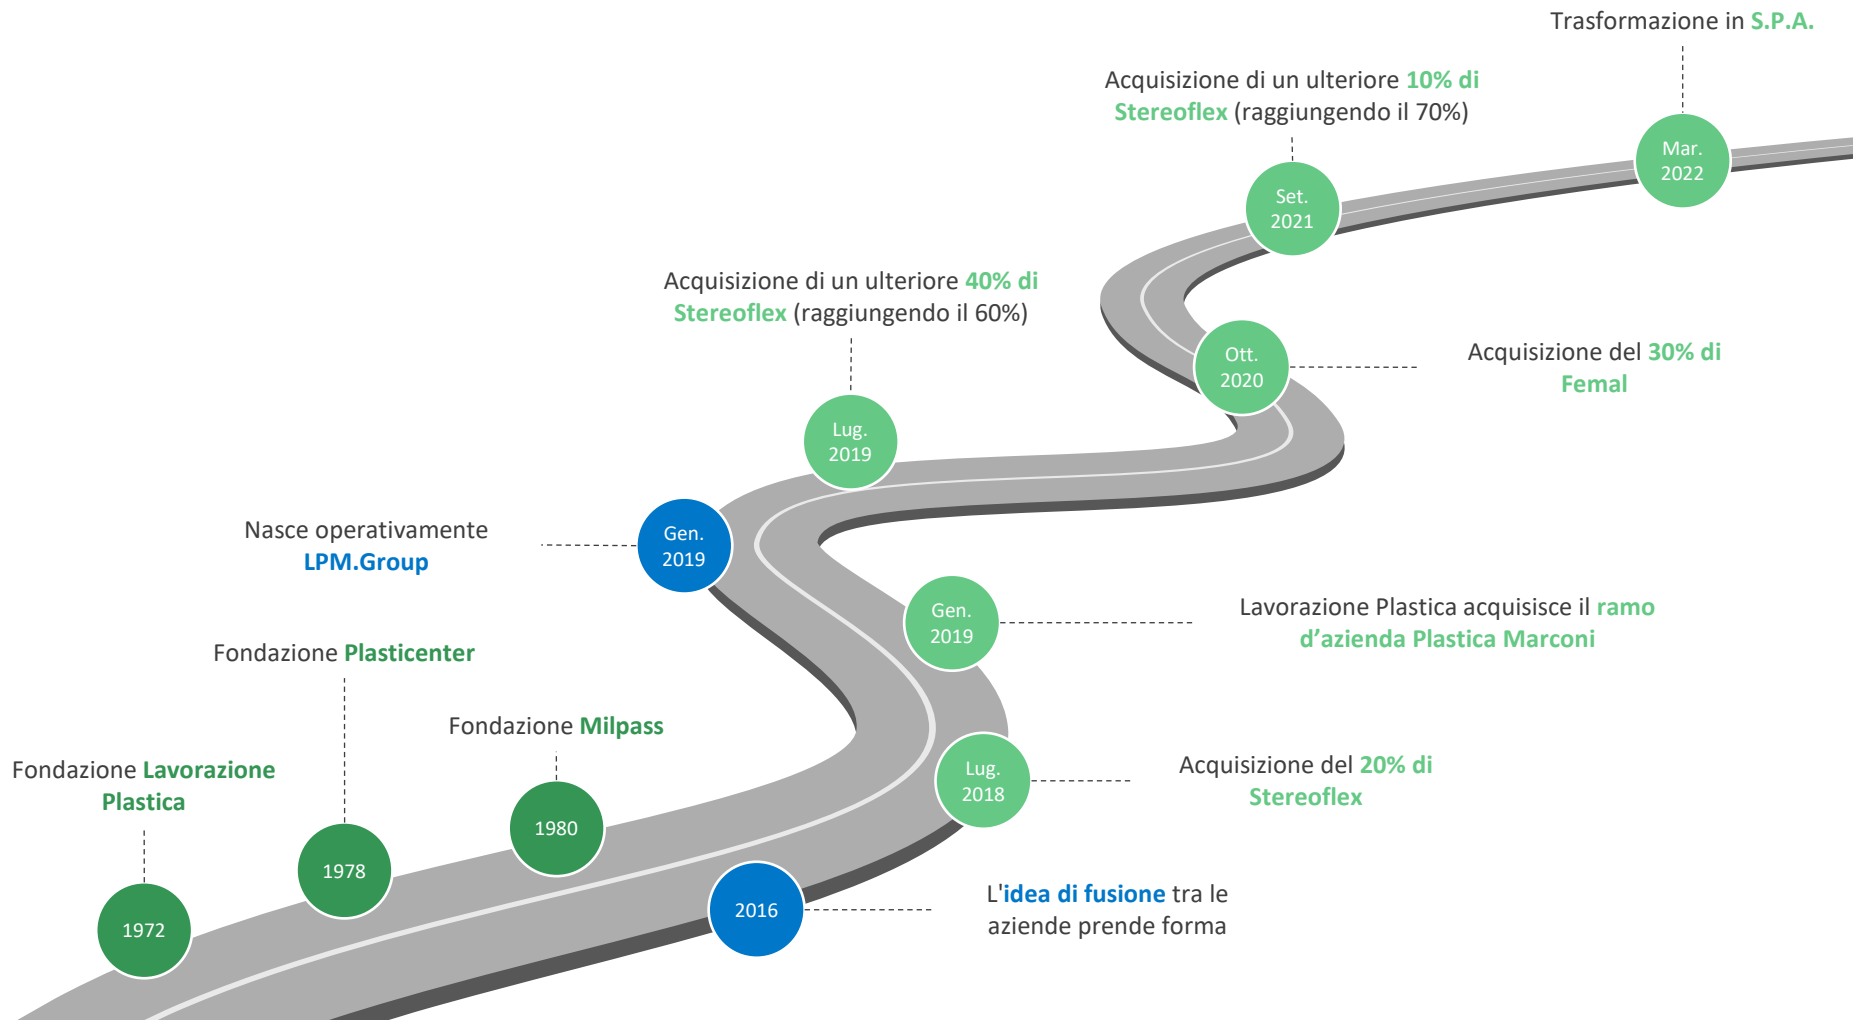 Trasformazione in S.P.A.
Mar.
2022
Acquisizione di un ulteriore 10% di
Stereoflex (raggiungendo il 70%)
Set.
2021
Acquisizione di un ulteriore 40% di
Stereoflex (raggiungendo il 60%)
Lug.
2019
Ott.
2020
Acquisizione del 30% di
Femal
Nasce operativamente
LPM.Group
Gen.
2019
Gen.
2019
Lavorazione Plastica acquisisce il ramo
d’azienda Plastica Marconi
Fondazione Plasticenter
1978
Fondazione Milpass
1980
Fondazione Lavorazione
Plastica
1972
Lug.
2018
Acquisizione del 20% di
Stereoflex
2016
L'idea di fusione tra le
aziende prende forma